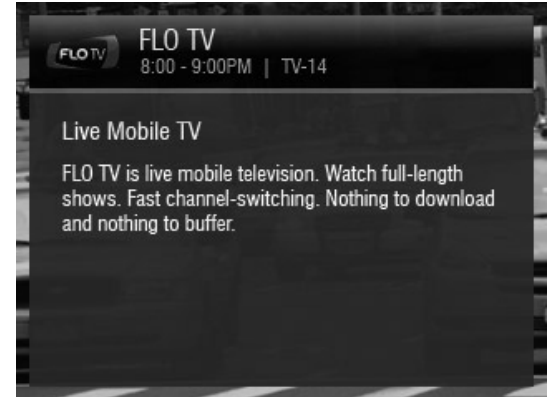 FLO TV
FLO TV
8:00 - 9:00PM | TV-14
Live Mobile TV
FLO TV is live mobile television. Watch full-length
shows. Fast channel-switching. Nothing to download
and nothing to buffer.